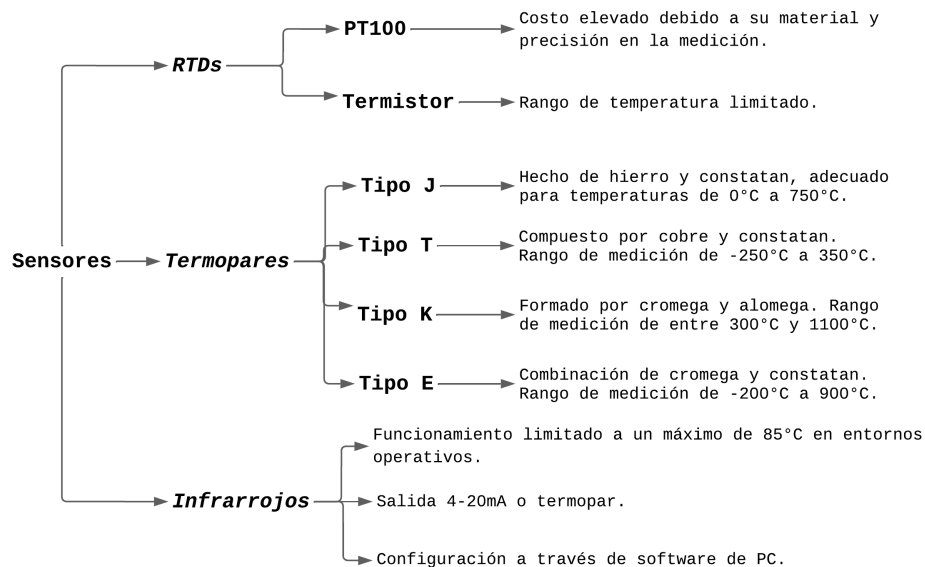 Sensores
RTDs
PT100
Costo elevado debido a su material y
precisión en la medición.
Termistor
Rango de temperatura limitado.
Termopares
Tipo J
Hecho de hierro y constatan, adecuado
para temperaturas de 0°C a 750°C.
Tipo T
Compuesto por cobre y constatan.
Rango de medición de -250°C a 350°C.
Tipo K
Formado por cromega y alomega. Rango
de medición de entre 300°C y 1100°C.
Tipo E
Combinación de cromega y constatan.
Rango de medición de -200°C a 900°C.
Infrarrojos
Funcionamiento limitado a un máximo de 85°C en entornos
operativos.
Salida 4-20mA o termopar.
Configuración a través de software de PC.